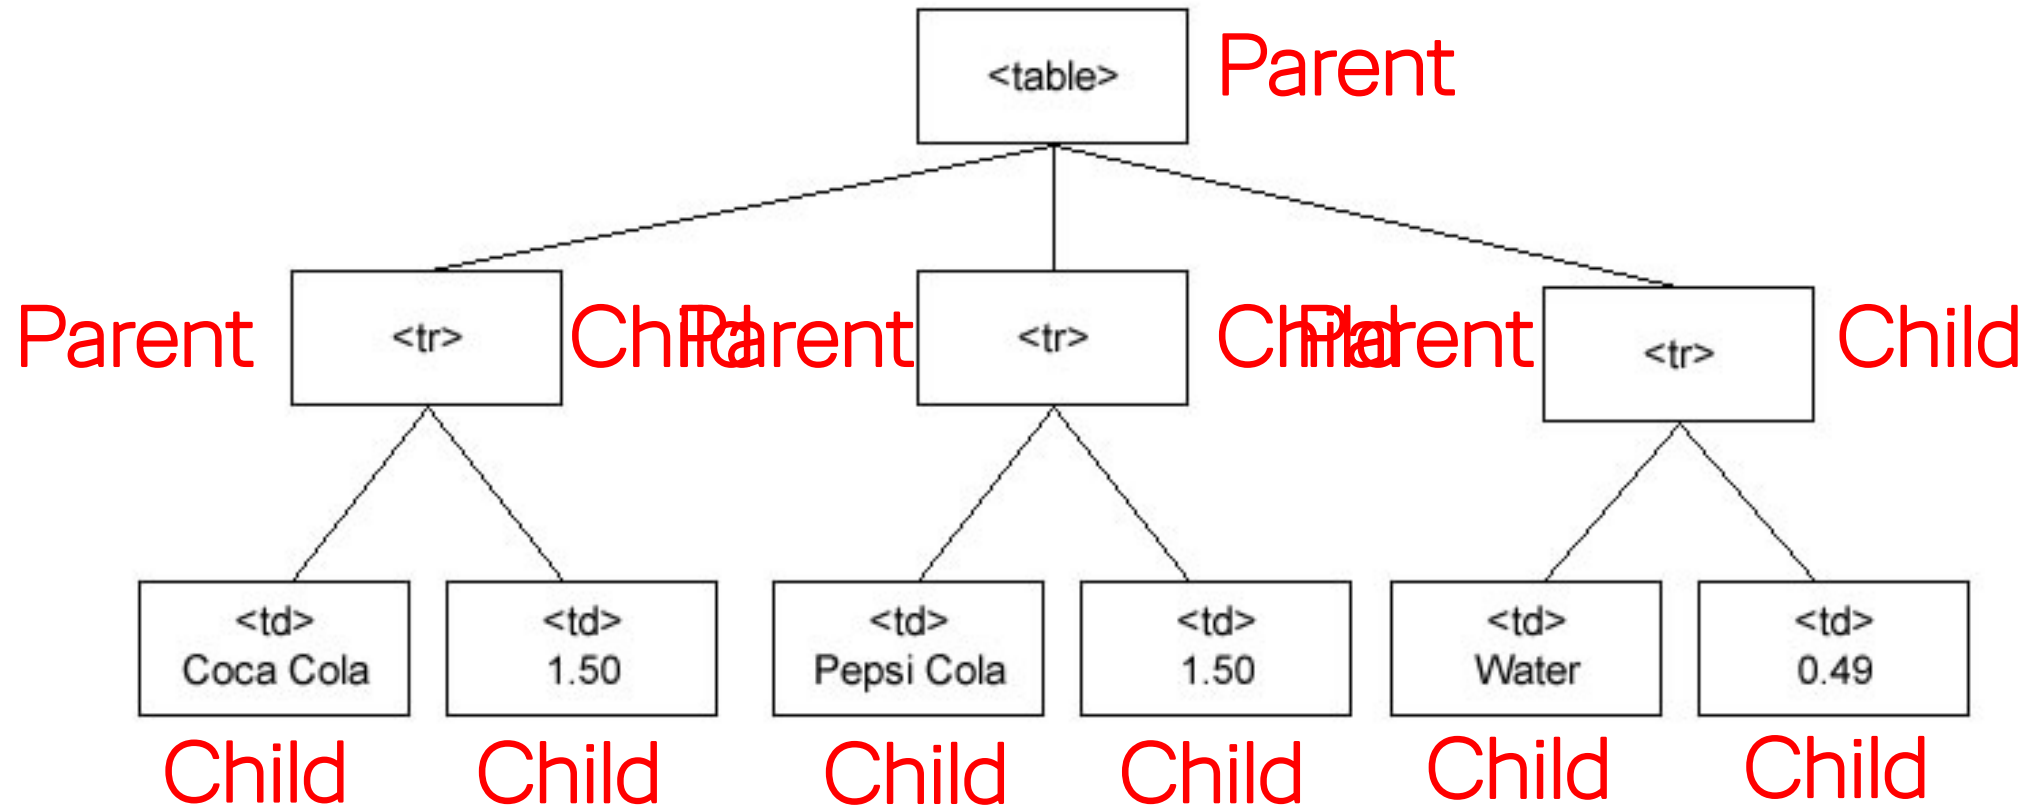 <table>
Parent
Parent
<tr>
Child
Parent
<tr>
Child
Parent
<tr>
Child
<td>
Coca Cola
<td>
1.50
<td>
Pepsi Cola
<td>
1.50
<td>
Water
<td>
0.49
Child
Child
Child
Child
Child
Child